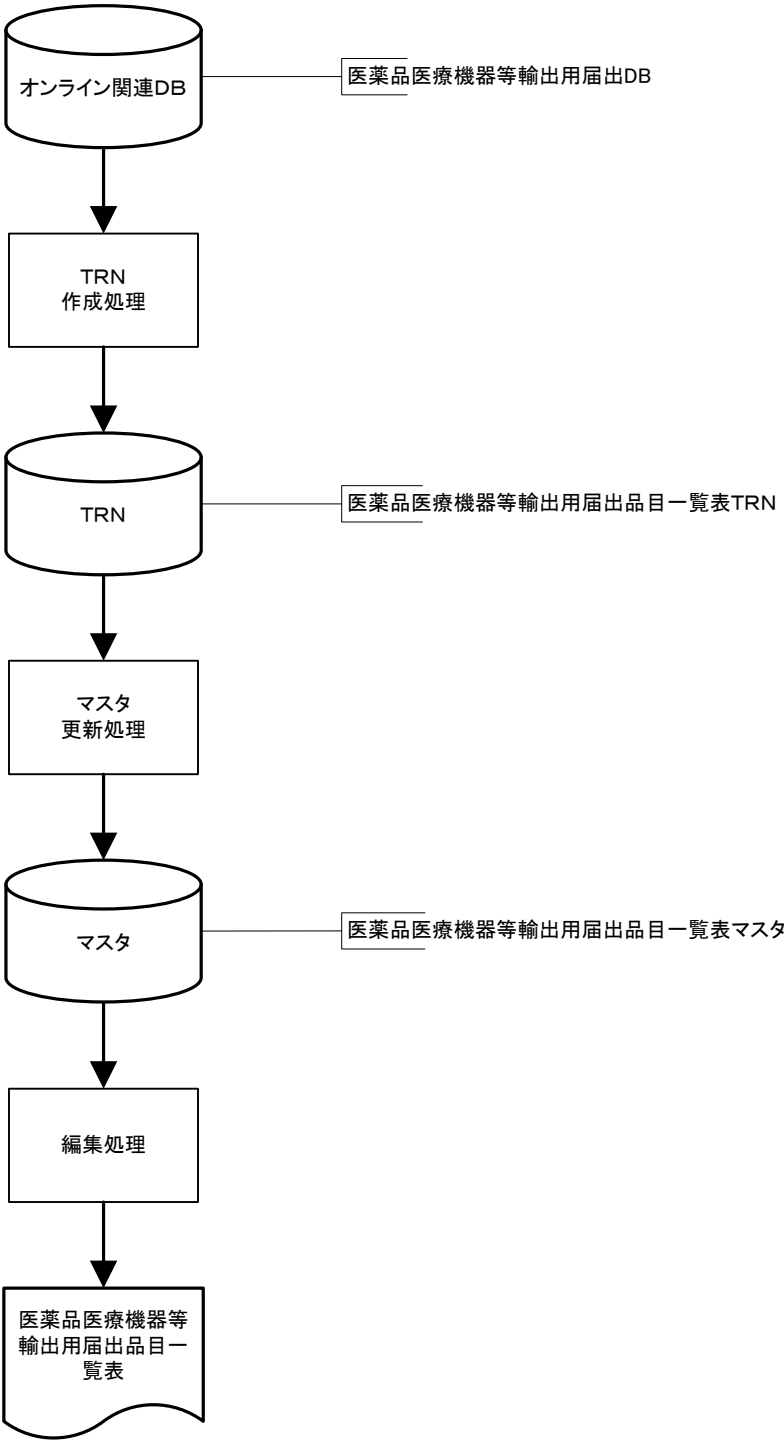 オンライン関連DB
医薬品医療機器等輸出用届出DB
TRN
作成処理
TRN
医薬品医療機器等輸出用届出品目一覧表TRN
マスタ
更新処理
マスタ
医薬品医療機器等輸出用届出品目一覧表マスタ
編集処理
医薬品医療機器等
輸出用届出品目一
覧表